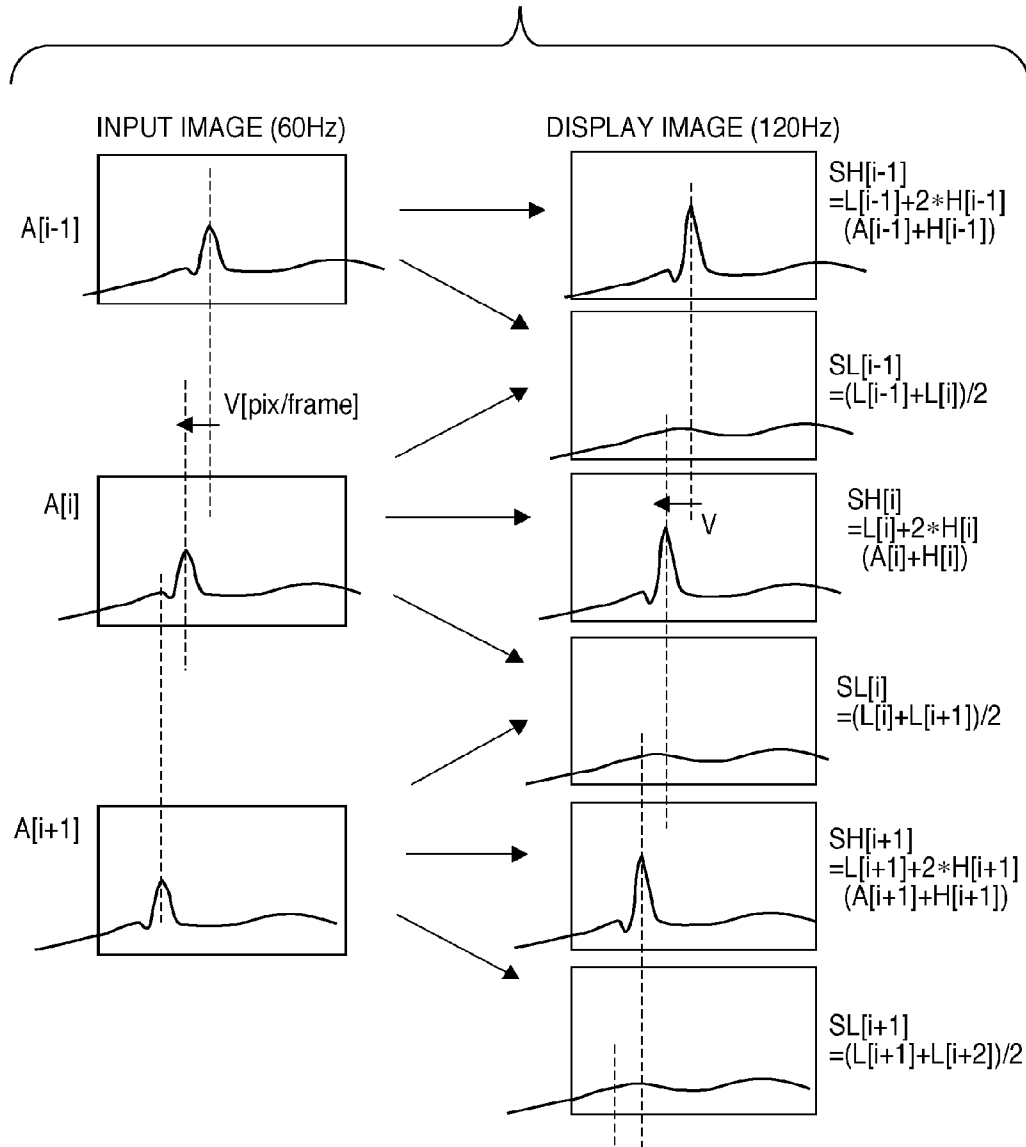 INPUT IMAGE (60Hz)
DISPLAY IMAGE (120Hz)
A[i-1]
SH[i-1]
=L[i-1]+2*H[i-1]
(A[i-1]+H[i-1])
SL[i-1]
=(L[i-1]+L[i])/2
V[pix/frame]
A[i]
V
SH[i]
=L[i]+2*H[i]
(A[i]+H[i])
SL[i]
=(L[i]+L[i+1])/2
A[i+1]
SH[i+1]
=L[i+1]+2*H[i+1]
(A[i+1]+H[i+1])
SL[i+1]
=(L[i+1]+L[i+2])/2